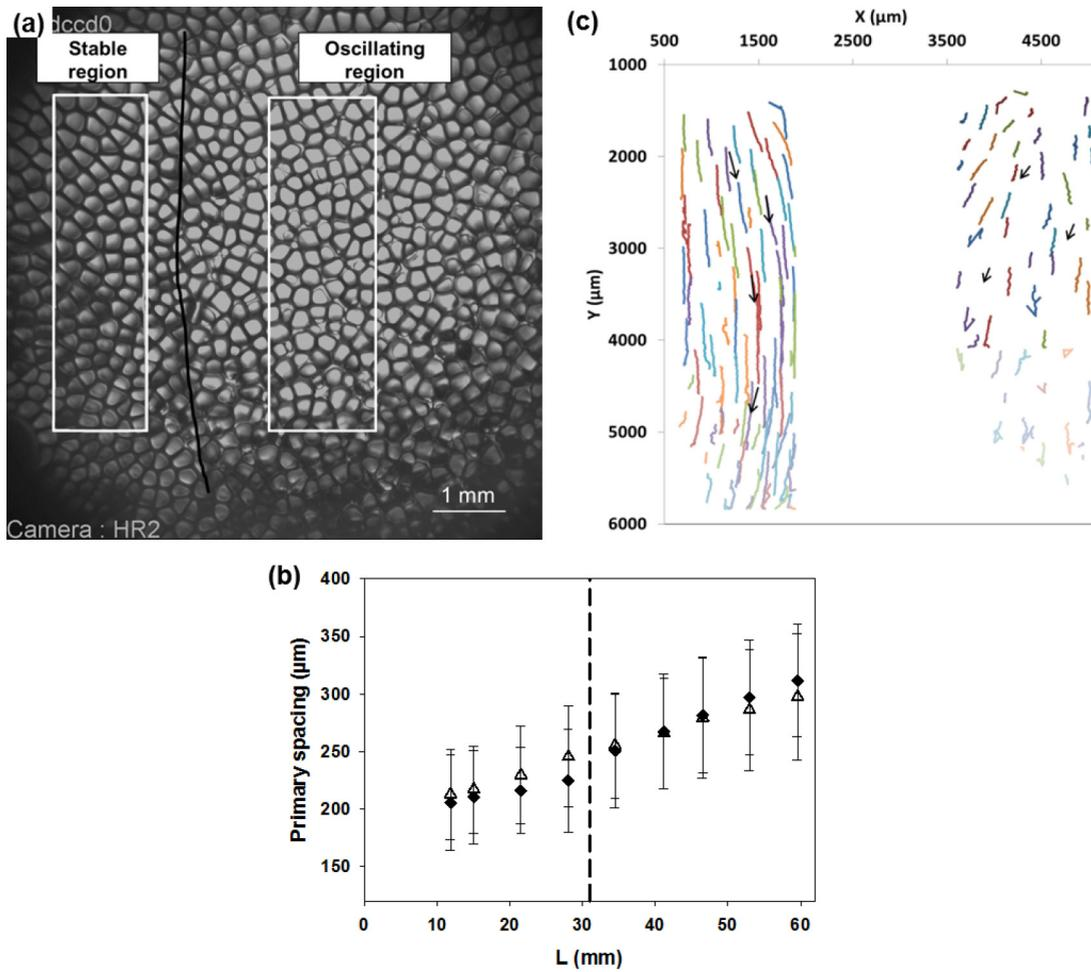 (a)
dccd0
Stable
region
Oscillating
region
1 mm
Camera : HR2
(c)
X (µm)
500 1500 2500 3500 4500
1000
2000
3000
4000
5000
6000
Y (µm)
(b)
400
350
300
250
200
150
Primary spacing (µm)
0 10 20 30 40 50 60
L (mm)